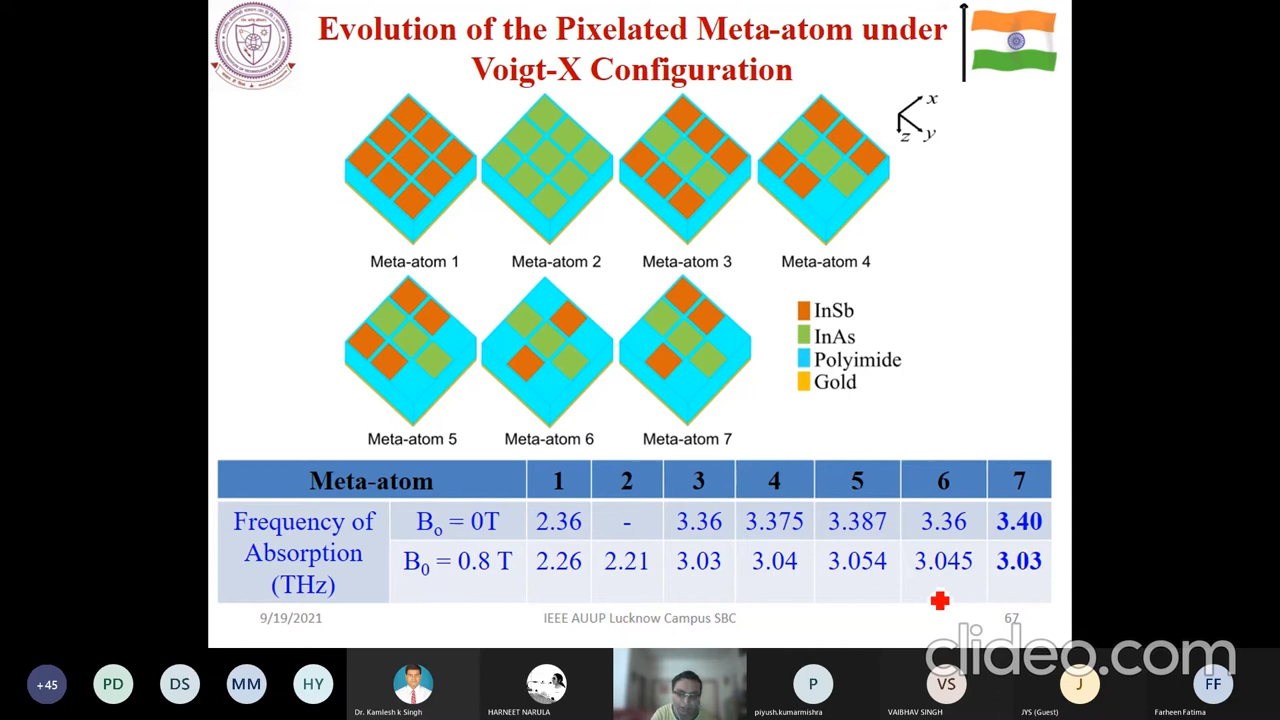 Evolution of the Pixelated Meta-atom under
Voigt-X Configuration
x
z y
Meta-atom 1 Meta-atom 2 Meta-atom 3 Meta-atom 4
InSb
InAs
Polyimide
Gold
Meta-atom 5 Meta-atom 6 Meta-atom 7
Meta-atom 1 2 3 4 5 6 7
Frequency of Absorption (THz)
Bo = 0T 2.36 - 3.36 3.375 3.387 3.36 3.40
B0 = 0.8 T 2.26 2.21 3.03 3.04 3.054 3.045 3.03
9/19/2021 IEEE AUUP Lucknow Campus SBC 67
clideo.com
+45 PD DS MM HY P VS J FF
Dr. Kamlesh k Singh HARNEET NARULA piyush.kumarmishra VAIBHAV SINGH JYS (Guest) Farheen Fatima